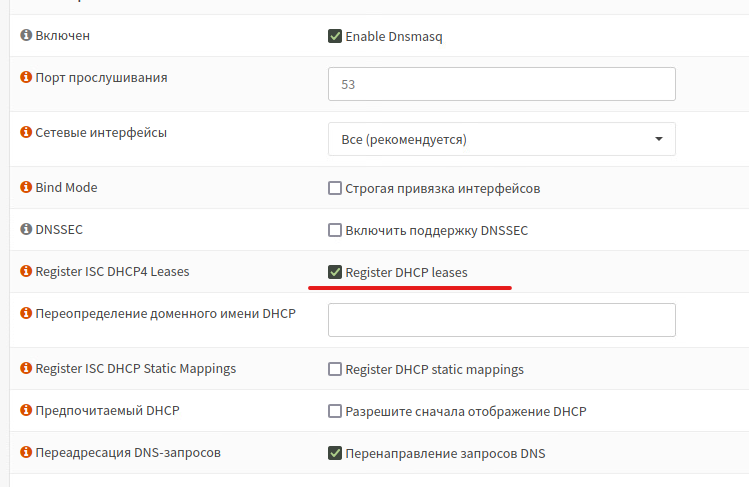 Включен
Enable Dnsmasq
Порт прослушивания
53
Сетевые интерфейсы
Все (рекомендуется)
Bind Mode
Строгая привязка интерфейсов
DNSSEC
Включить поддержку DNSSEC
Register ISC DHCP4 Leases
Register DHCP leases
Переопределение доменного имени DHCP
Register ISC DHCP Static Mappings
Register DHCP static mappings
Предпочитаемый DHCP
Разрешите сначала отображение DHCP
Переадресация DNS-запросов
Перенаправление запросов DNS